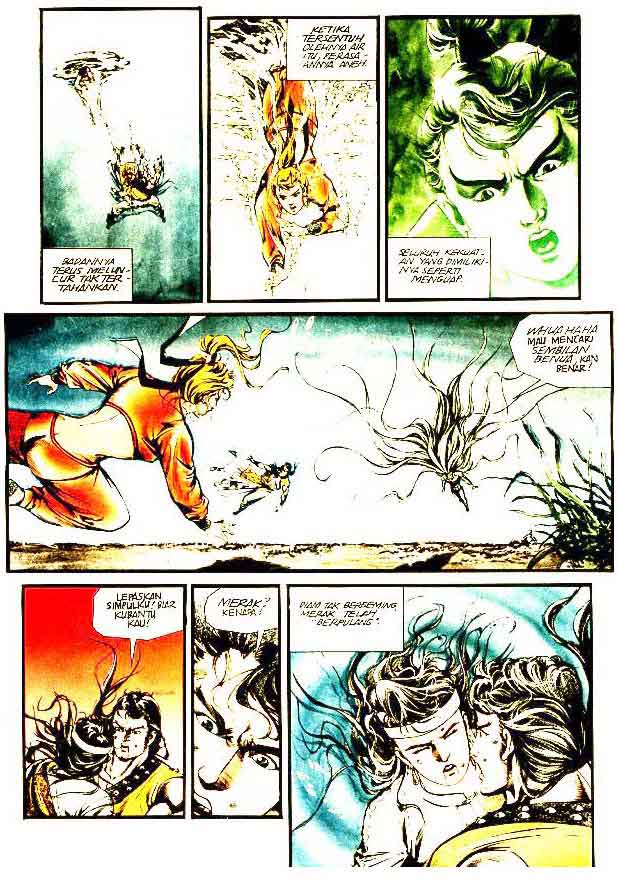 BADANNYA
TERUS MELUN-
CUR TAK TER-
TAHANKAN.
KETIKA
TERSENTUH
OLEHNYA AIR
ITU, PERASA-
ANNYA ANEH.
SELURUH KEKUAT-
AN YANG DIMILIKI-
NYA SEPERTI
MENGUAP.
WHUA HAHA
MAU MENCARI
SEMBILAN
BENUA, KAN
BENAR!
LEPASKAN
SIMPULKU! BIAR
KUBANTU
KAU!
MERAK?
KENAPA?
DIAM TAK BERGEMING,
MERAK TELAH
"BERPULANG".